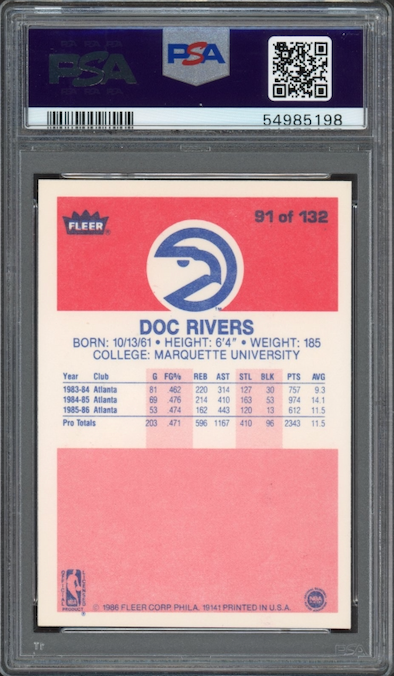 PSA
PSA
54985198
FLEER
91 of 132
DOC RIVERS
BORN: 10/13/61 • HEIGHT: 6'4" • WEIGHT: 185
COLLEGE: MARQUETTE UNIVERSITY
Year Club G FG% REB AST STL BLK PTS AVG
1983-84 Atlanta 81 .462 220 314 127 30 757 9.3
1984-85 Atlanta 69 .476 214 410 163 53 974 14.1
1985-86 Atlanta 53 .474 162 443 120 13 612 11.5
Pro Totals 203 .471 596 1167 410 96 2343 11.5
© 1986 FLEER CORP. PHILA. 19141 PRINTED IN U.S.A.
NBA
PSA